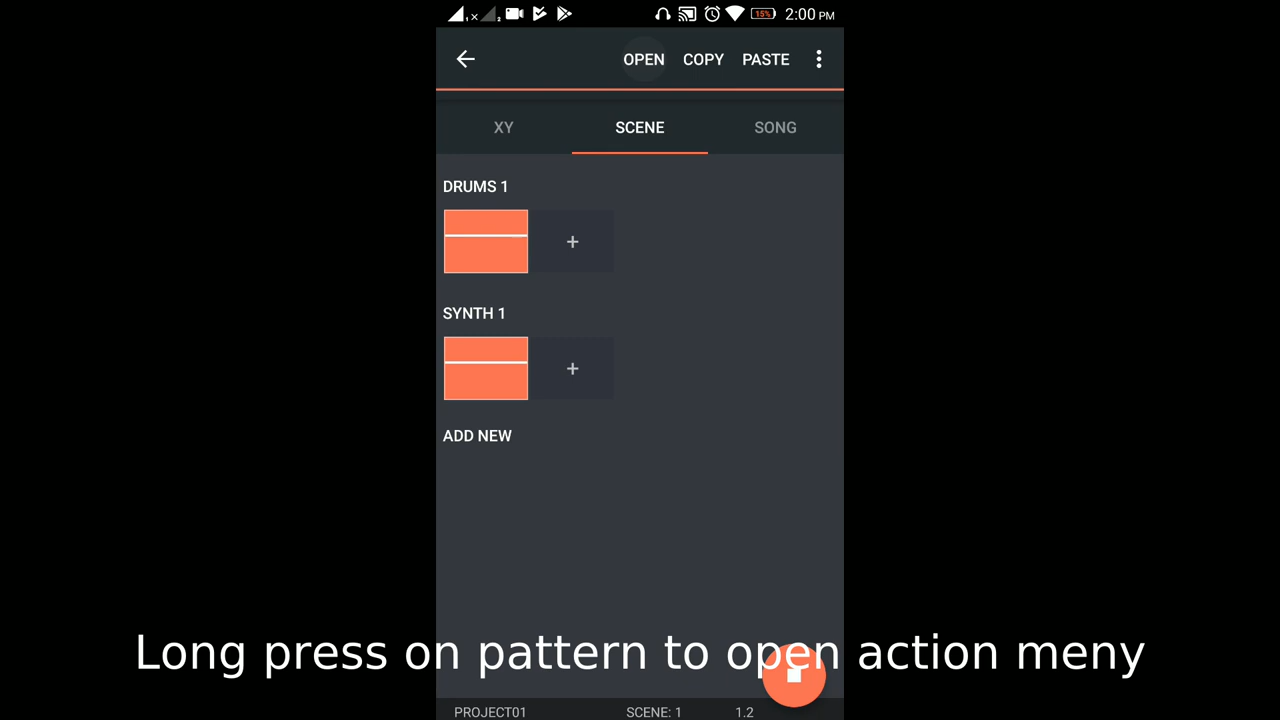 15% 2:00 PM
OPEN COPY PASTE
XY SCENE SONG
DRUMS 1
+
SYNTH 1
+
ADD NEW
Long press on pattern to open action meny
PROJECT01 SCENE: 1 1.2